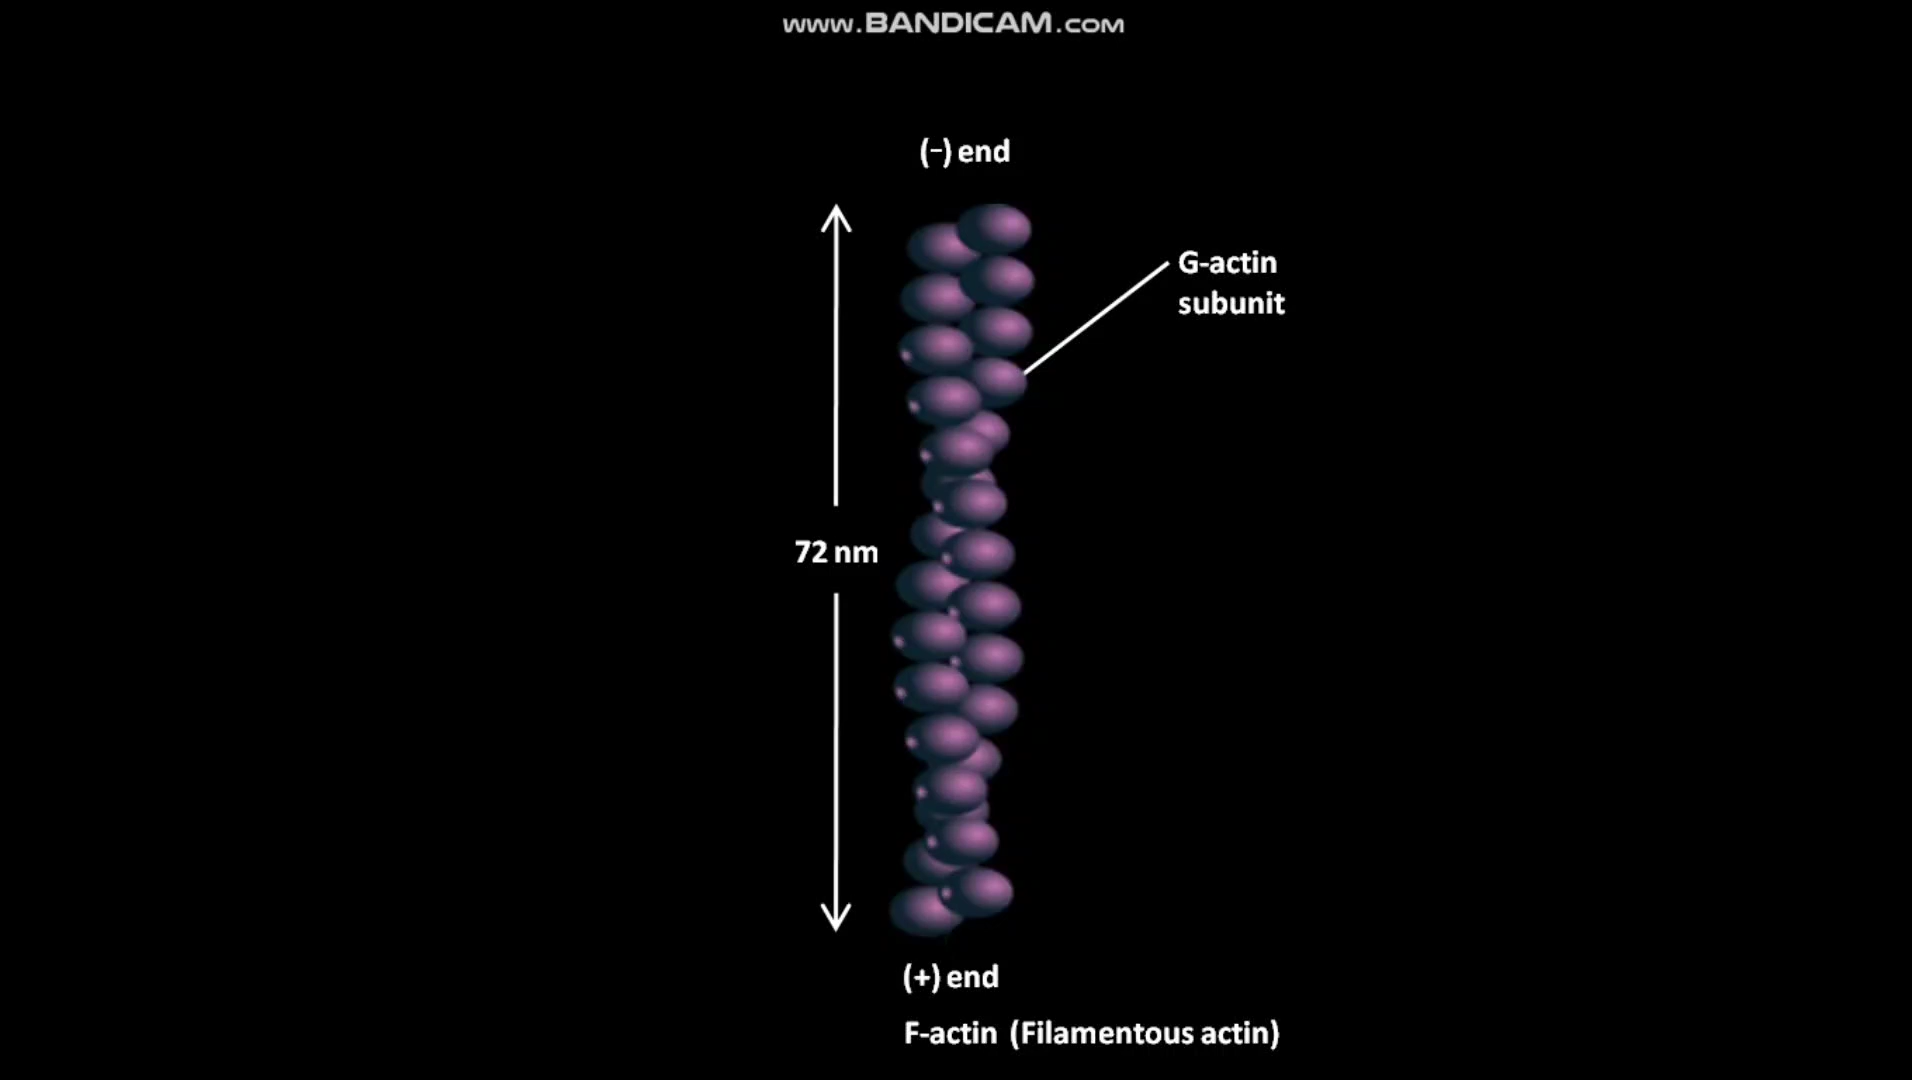 www.BANDICAM.com
(–) end
G-actin
subunit
72 nm
(+) end
F-actin (Filamentous actin)